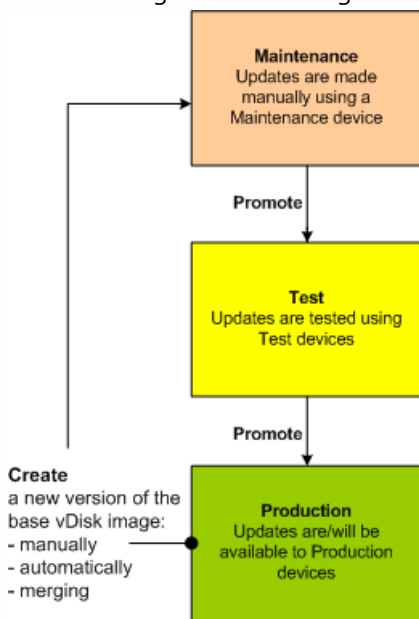 Maintenance
Updates are made
manually using a
Maintenance device
Promote
Test
Updates are tested using
Test devices
Promote
Create
a new version of the
base vDisk image:
- manually
- automatically
- merging
Production
Updates are/will be
available to Production
devices